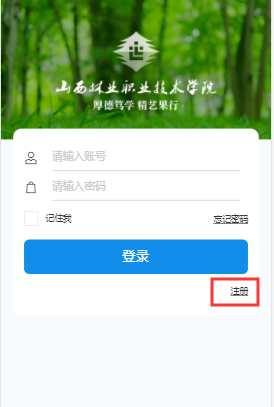 山西林业职业技术学院
· 厚德笃学 精艺果行 ·
请输入账号
请输入密码
记住我 忘记密码
登录
注册